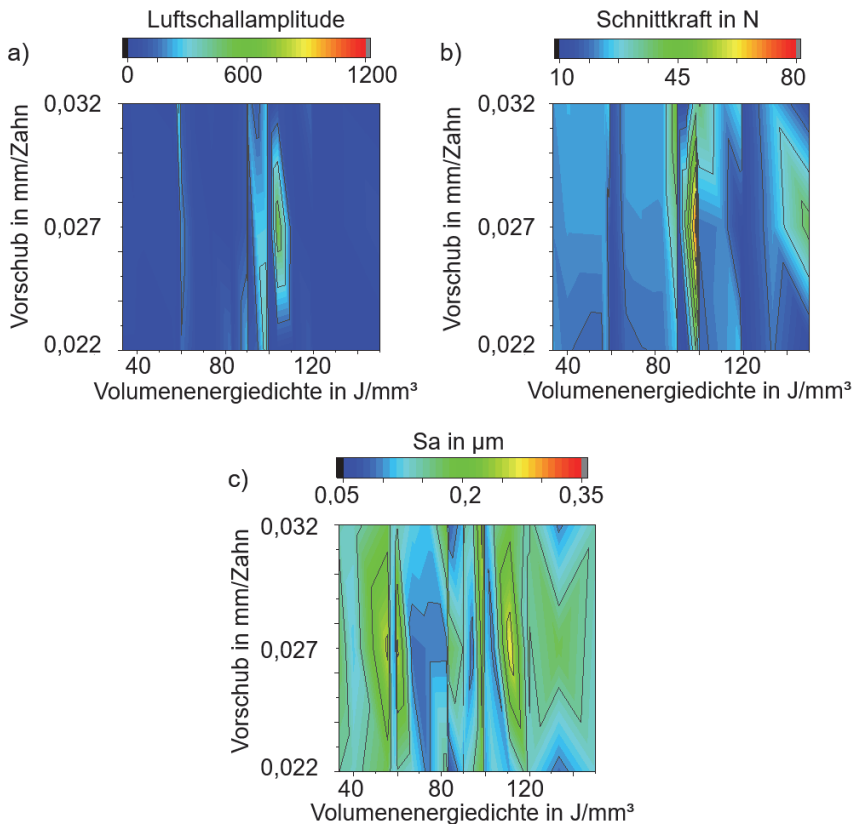 Luftschallamplitude
a)
0 600 1200
0,032
0,027
0,022
Vorschub in mm/Zahn
40 60 80 120
Volumenenergiedichte in J/mm³
Schnittkraft in N
b)
10 45 80
0,032
0,027
0,022
Vorschub in mm/Zahn
40 60 80 120
Volumenenergiedichte in J/mm³
Sa in µm
c)
0,05 0,2 0,35
0,032
0,027
0,022
Vorschub in mm/Zahn
40 60 80 120
Volumenenergiedichte in J/mm³